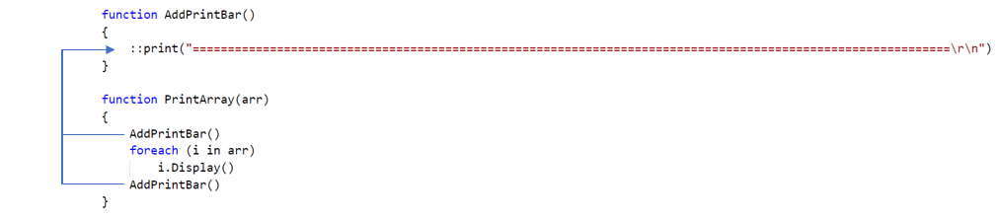 function AddPrintBar()
{
::print("============================================================================================================\r\n")
}
function PrintArray(arr)
{
AddPrintBar()
foreach (i in arr)
i.Display()
AddPrintBar()
}